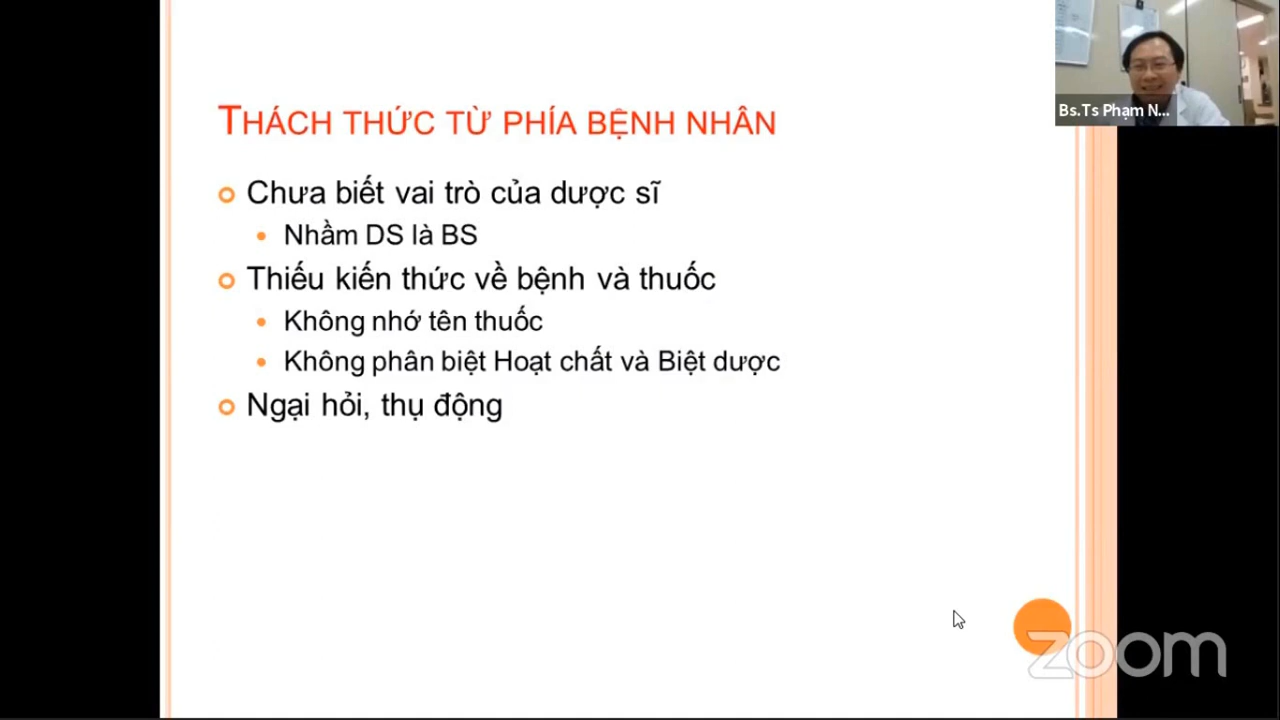 THÁCH THỨC TỪ PHÍA BỆNH NHÂN
Chưa biết vai trò của dược sĩ
Nhầm DS là BS
Thiếu kiến thức về bệnh và thuốc
Không nhớ tên thuốc
Không phân biệt Hoạt chất và Biệt dược
Ngại hỏi, thụ động
Bs.Ts Phạm N...
zoom